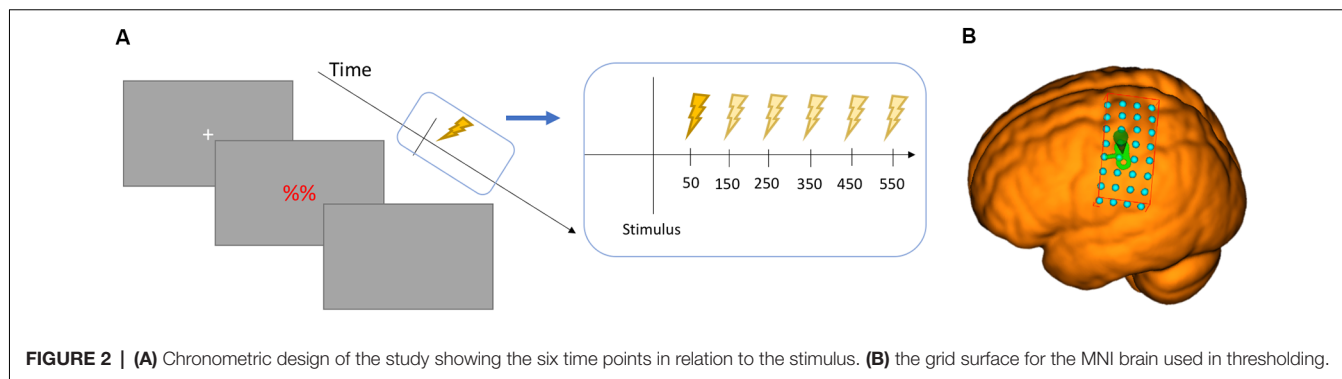 A
B
Time
+
%%
50 150 250 350 450 550
Stimulus
FIGURE 2 | (A) Chronometric design of the study showing the six time points in relation to the stimulus. (B) the grid surface for the MNI brain used in thresholding.